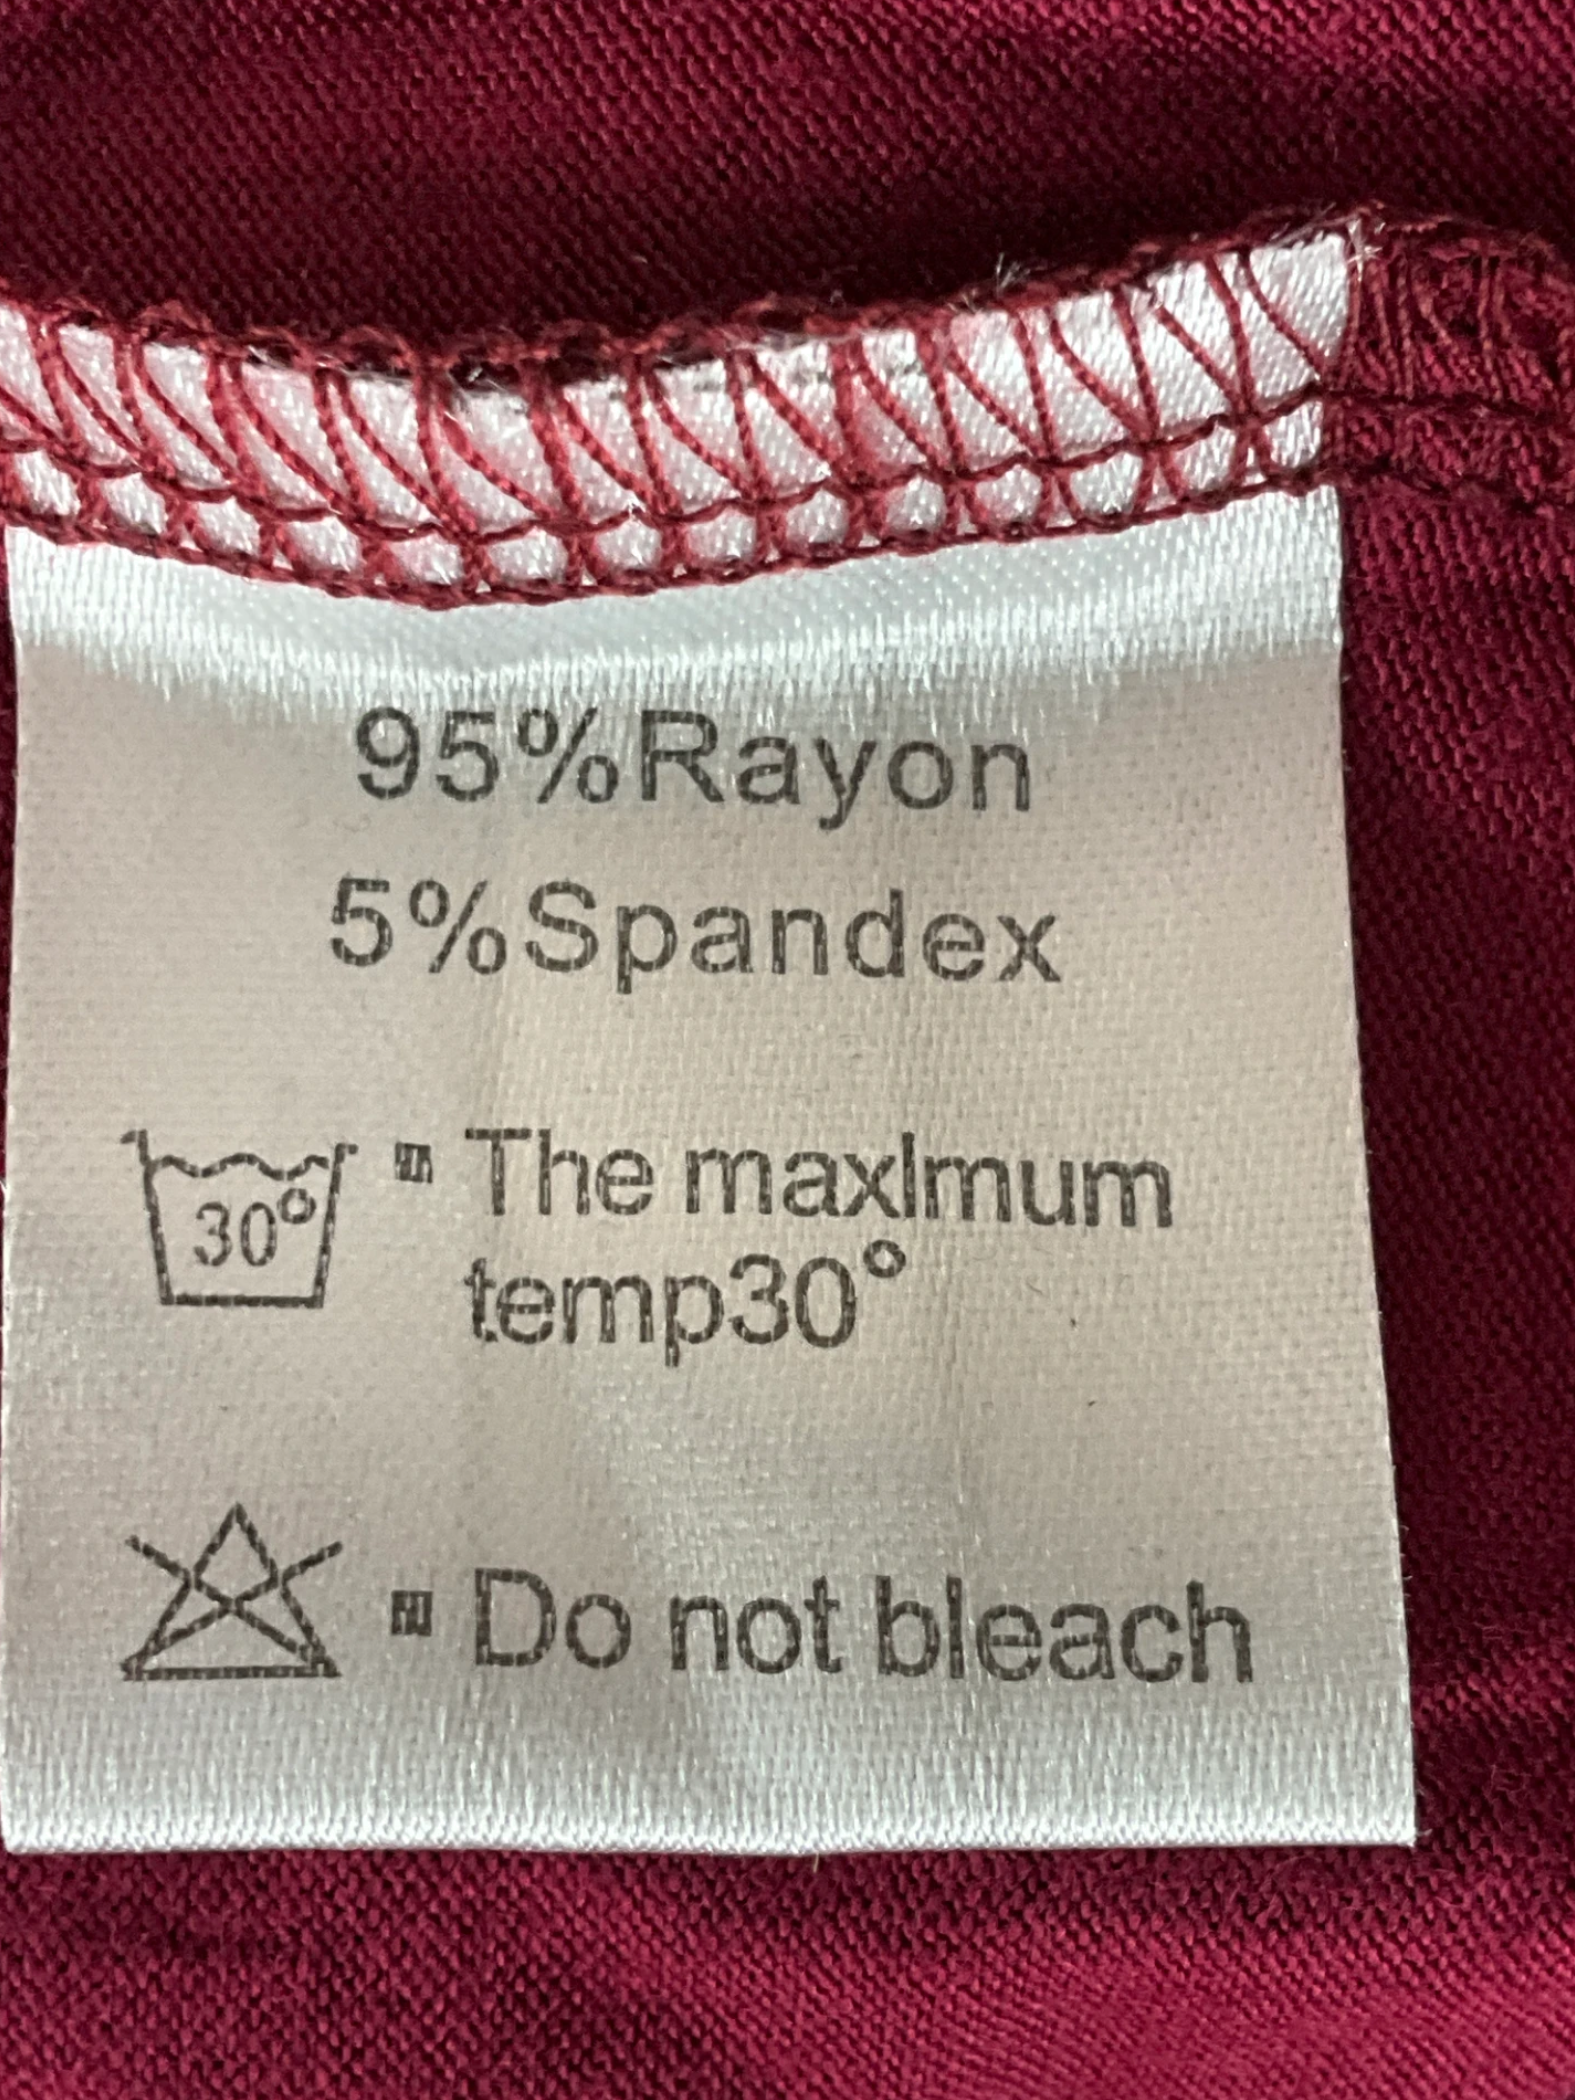 95%Rayon
5%Spandex
30° The maxlmum
temp30°
Do not bleach